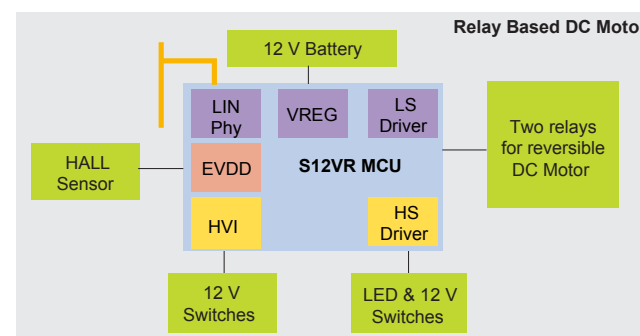 Relay Based DC Moto
12 V Battery
LIN
Phy
VREG
LS
Driver
Two relays
for reversible
DC Motor
HALL
Sensor
EVDD
S12VR MCU
HVI
HS
Driver
12 V
Switches
LED & 12 V
Switches